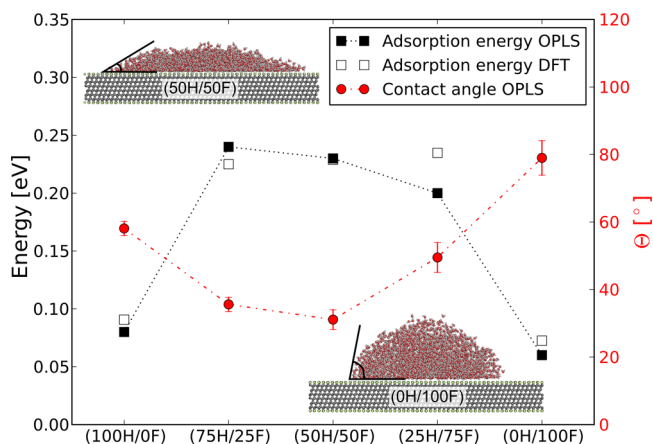 0.35
0.30
0.25
0.20
0.15
0.10
0.05
0.00
Energy [eV]
(50H/50F)
Adsorption energy OPLS
Adsorption energy DFT
Contact angle OPLS
(0H/100F)
120
100
80
60
40
20
0
Θ [°]
(100H/0F) (75H/25F) (50H/50F) (25H/75F) (0H/100F)